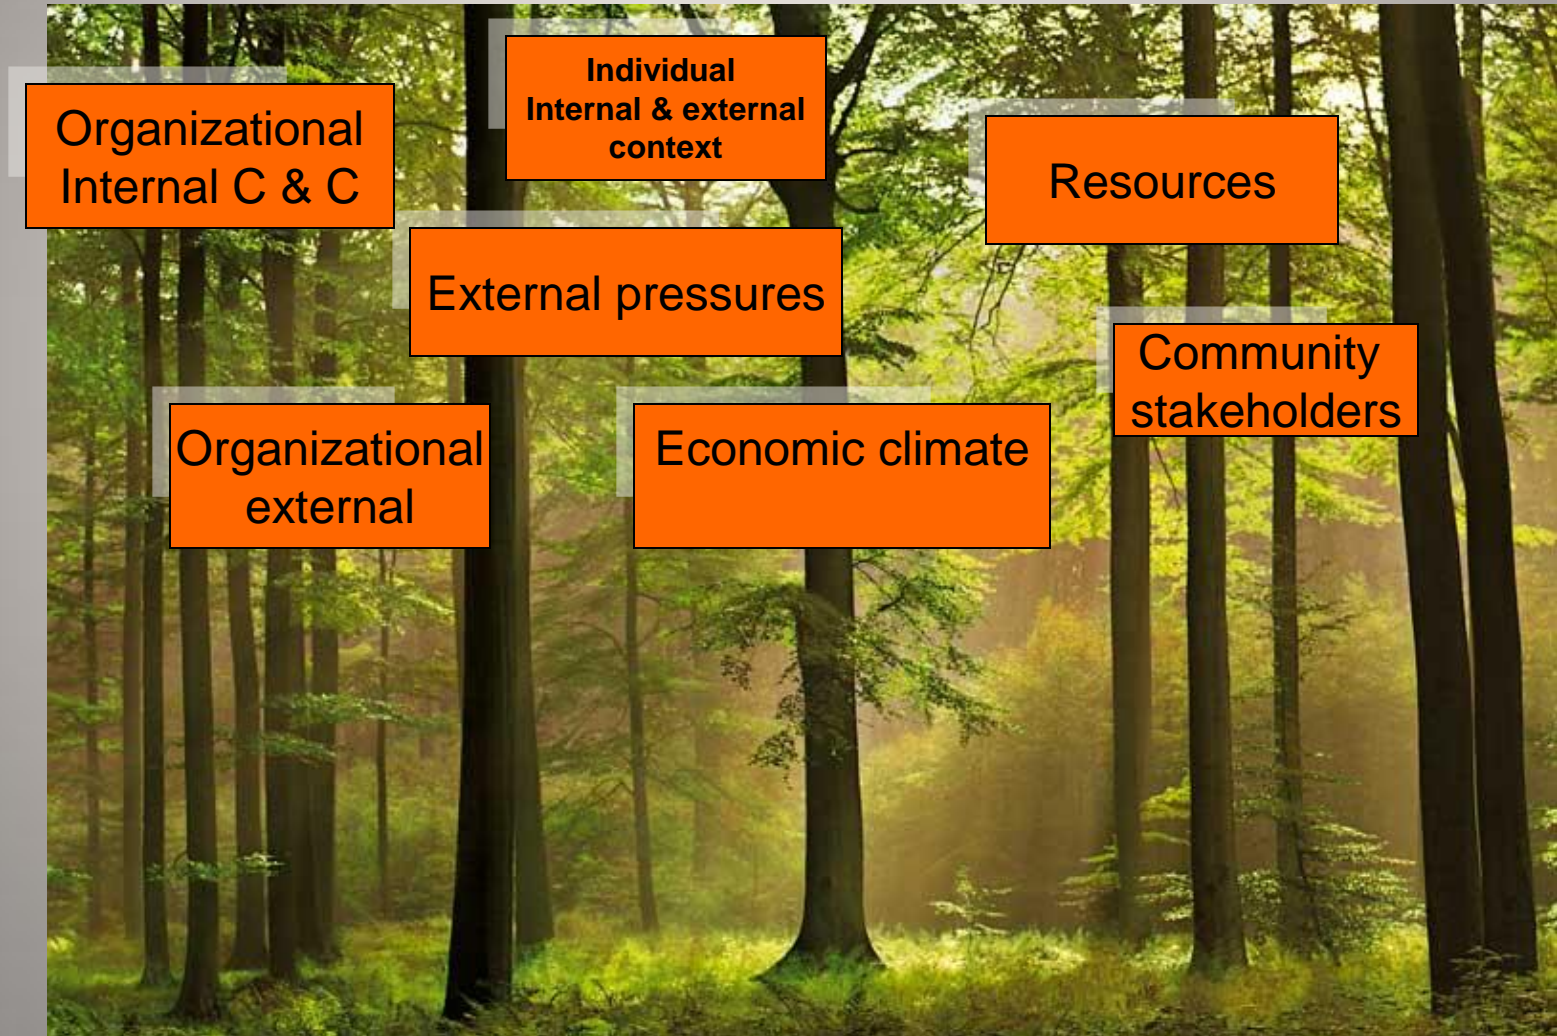 Organizational
Internal C & C
Individual
Internal & external
context
Resources
External pressures
Community
stakeholders
Organizational
external
Economic climate